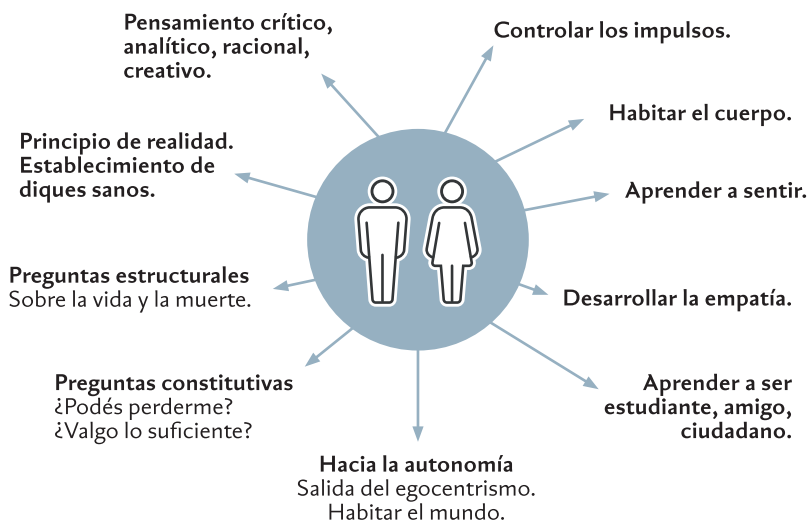 Pensamiento crítico,
analítico, racional,
creativo.
Controlar los impulsos.
Habitar el cuerpo.
Principio de realidad.
Establecimiento de
diques sanos.
Aprender a sentir.
Preguntas estructurales
Sobre la vida y la muerte.
Desarrollar la empatía.
Preguntas constitutivas
¿Podés perderme?
¿Valgo lo suficiente?
Aprender a ser
estudiante, amigo,
ciudadano.
Hacia la autonomía
Salida del egocentrismo.
Habitar el mundo.